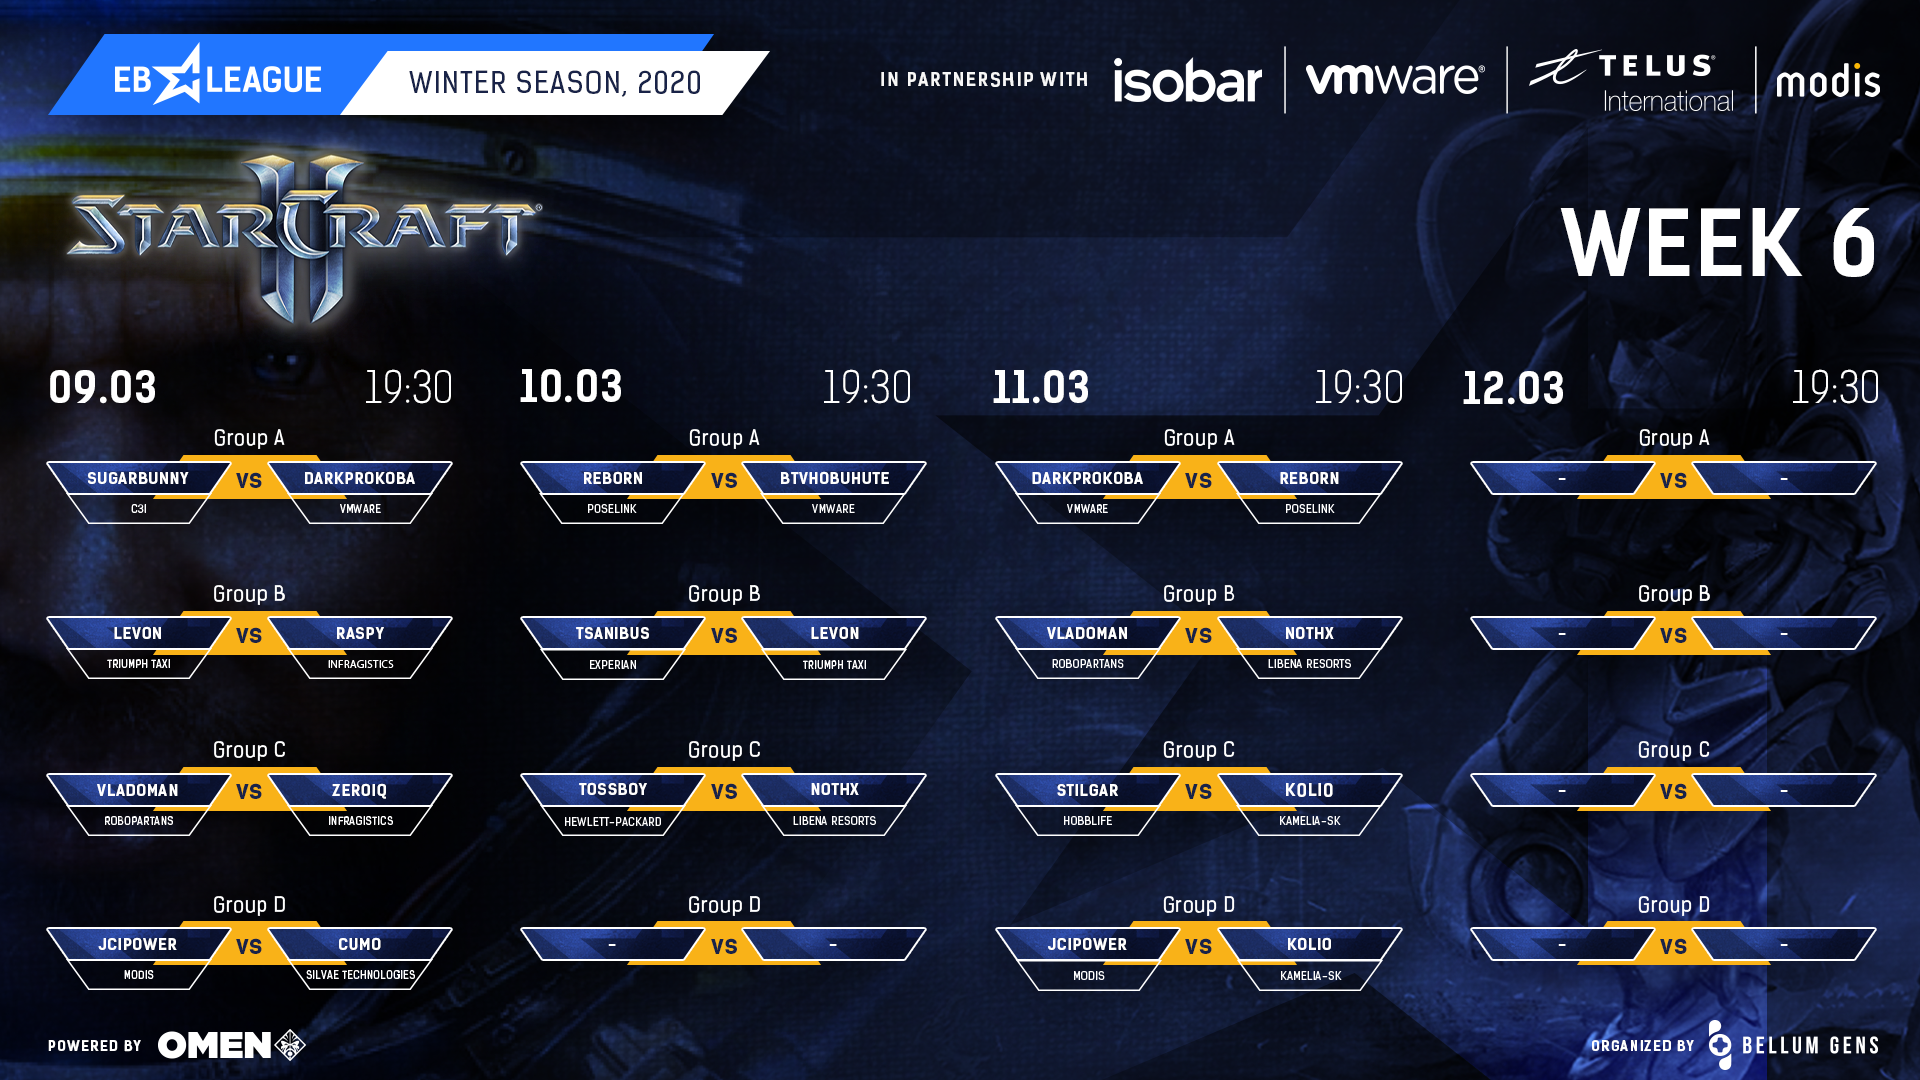 EB LEAGUE
WINTER SEASON, 2020
IN PARTNERSHIP WITH
isobar
vmware®
TELUS®
International
modis
STARCRAFT®
II
WEEK 6
09.03 19:30
Group A
SUGARBUNNY VS DARKPROKOBA
C3I VMWARE
Group B
LEVON VS RASPY
TRIUMPH TAXI INFRAGISTICS
Group C
VLADOMAN VS ZEROIQ
ROBOPARTANS INFRAGISTICS
Group D
JCIPOWER VS CUMO
MODIS SILVAE TECHNOLOGIES
10.03 19:30
Group A
REBORN VS BTVHOBUHUTE
POSELINK VMWARE
Group B
TSANIBUS VS LEVON
EXPERIAN TRIUMPH TAXI
Group C
TOSSBOY VS NOTHX
HEWLETT-PACKARD LIBENA RESORTS
Group D
- VS -
11.03 19:30
Group A
DARKPROKOBA VS REBORN
VMWARE POSELINK
Group B
VLADOMAN VS NOTHX
ROBOPARTANS LIBENA RESORTS
Group C
STILGAR VS KOLIO
HOBBLIFE KAMELIA-SK
Group D
JCIPOWER VS KOLIO
MODIS KAMELIA-SK
12.03 19:30
Group A
- VS -
Group B
- VS -
Group C
- VS -
Group D
- VS -
POWERED BY OMEN
ORGANIZED BY BELLUM GENS